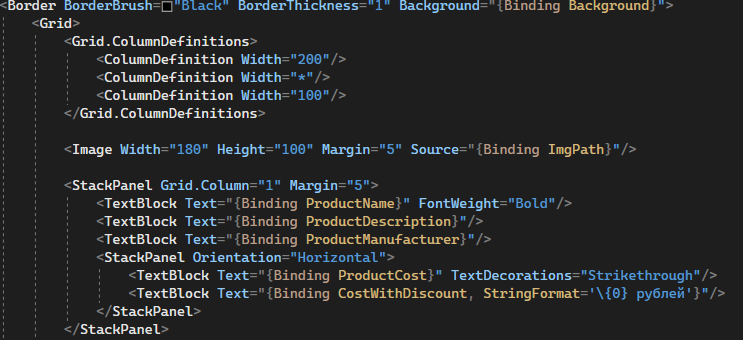 <Border BorderBrush="Black" BorderThickness="1" Background="{Binding Background}">
<Grid>
<Grid.ColumnDefinitions>
<ColumnDefinition Width="200"/>
<ColumnDefinition Width="*"/>
<ColumnDefinition Width="100"/>
</Grid.ColumnDefinitions>
<Image Width="180" Height="100" Margin="5" Source="{Binding ImgPath}"/>
<StackPanel Grid.Column="1" Margin="5">
<TextBlock Text="{Binding ProductName}" FontWeight="Bold"/>
<TextBlock Text="{Binding ProductDescription}"/>
<TextBlock Text="{Binding ProductManufacturer}"/>
<StackPanel Orientation="Horizontal">
<TextBlock Text="{Binding ProductCost}" TextDecorations="Strikethrough"/>
<TextBlock Text="{Binding CostWithDiscount, StringFormat='\{0} рублей'}"/>
</StackPanel>
</StackPanel>